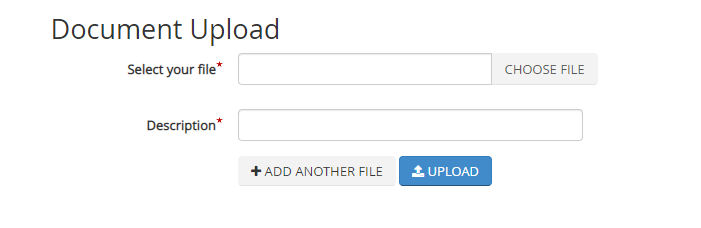 Document Upload
Select your file* CHOOSE FILE
Description*
+ ADD ANOTHER FILE UPLOAD